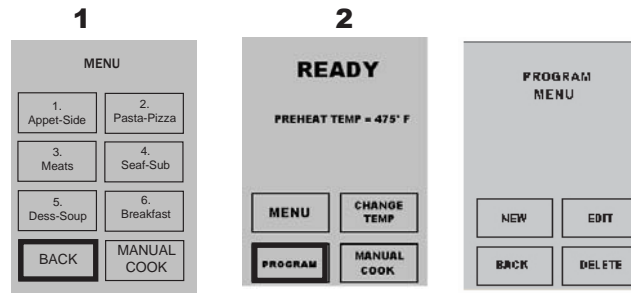 1
MENU
1.
Appet-Side
2.
Pasta-Pizza
3.
Meats
4.
Seaf-Sub
5.
Dess-Soup
6.
Breakfast
BACK
MANUAL
COOK
2
READY
PREHEAT TEMP = 475° F
MENU
CHANGE
TEMP
PROGRAM
MANUAL
COOK
PROGRAM
MENU
NEW
EDIT
BACK
DELETE